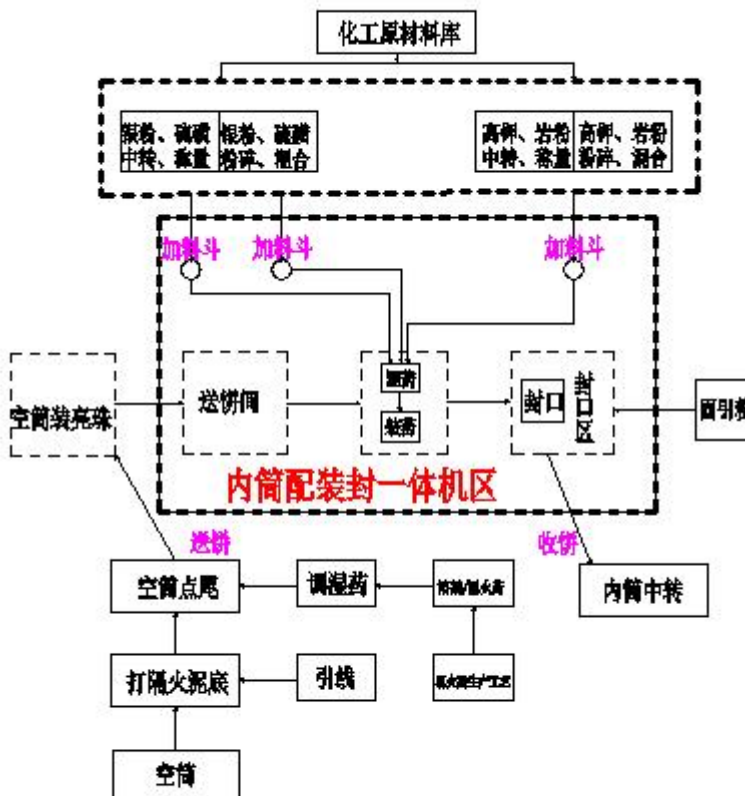 化工原材料库
银粉、硫磺 银粉、硫磺 高钾、岩粉 高钾、岩粉
中转、称量 粉碎、混合 中转、称量 粉碎、混合
加料斗 加料斗 加料斗
空筒装亮珠
送饼间
装药
封口
封口区
内筒配装封一体机区
送饼
收饼
空筒点尾
调湿药
内筒中转
打隔火泥底
引线
空筒